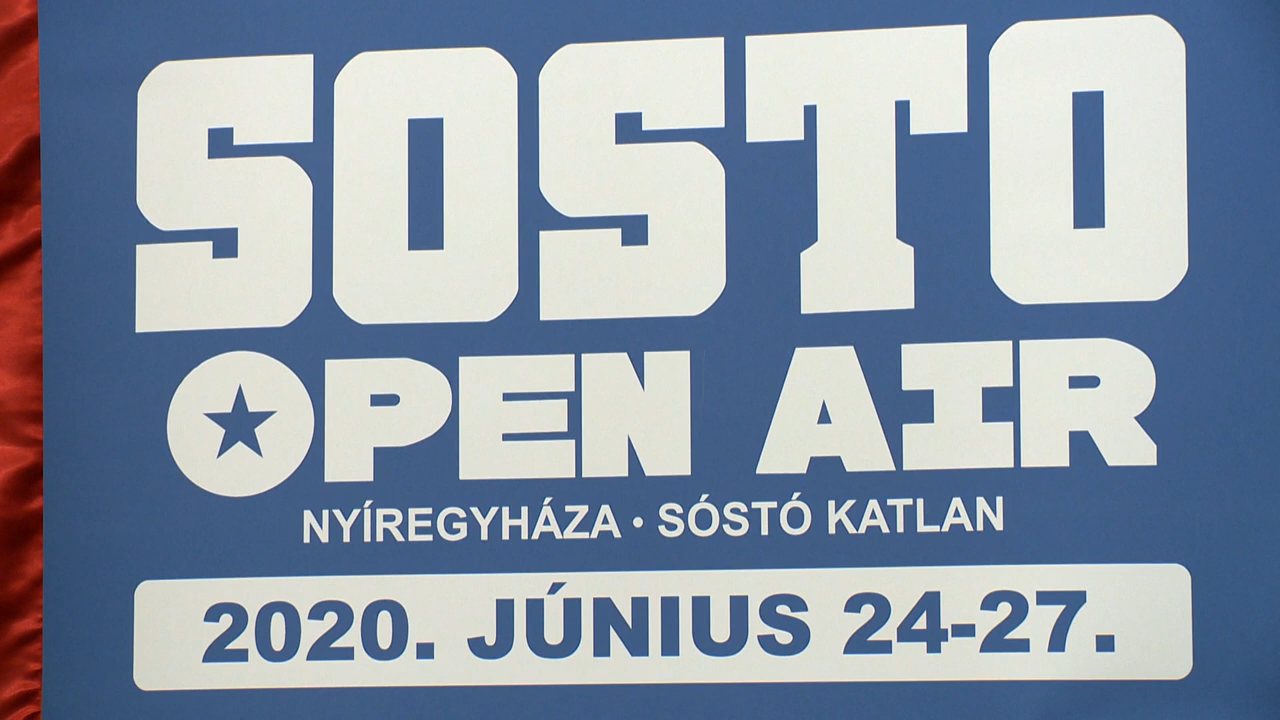 SOSTO
OPEN AIR
NYÍREGYHÁZA • SÓSTÓ KATLAN
2020. JÚNIUS 24-27.